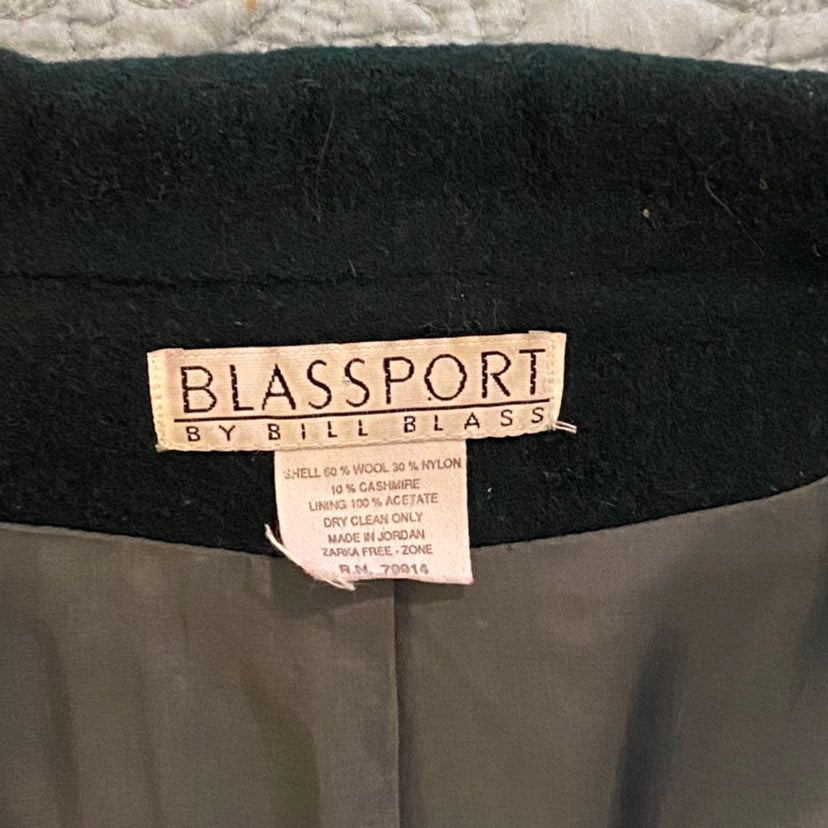 BLASSPORT
BY BILL BLASS
SHELL 60 % WOOL 30 % NYLON
10 % CASHMIRE
LINING 100 % ACETATE
DRY CLEAN ONLY
MADE IN JORDAN
ZARKA FREE - ZONE
R.N. 79914